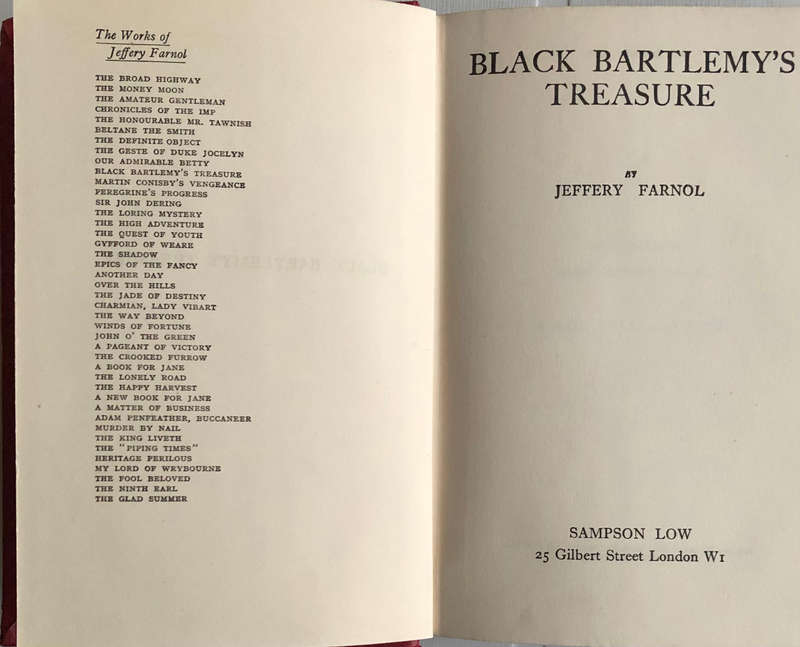 The Works of
Jeffery Farnol
THE BROAD HIGHWAY
THE MONEY MOON
THE AMATEUR GENTLEMAN
CHRONICLES OF THE IMP
THE HONOURABLE MR. TAWNISH
BELTANE THE SMITH
THE DEFINITE OBJECT
THE GESTE OF DUKE JOCELYN
OUR ADMIRABLE BETTY
BLACK BARTLEMY'S TREASURE
MARTIN CONISBY'S VENGEANCE
PEREGRINE'S PROGRESS
SIR JOHN DERING
THE LORING MYSTERY
THE HIGH ADVENTURE
THE QUEST OF YOUTH
GYFFORD OF WEARE
THE SHADOW
EPICS OF THE FANCY
ANOTHER DAY
OVER THE HILLS
THE JADE OF DESTINY
CHARMIAN, LADY VIBART
THE WAY BEYOND
WINDS OF FORTUNE
JOHN O' THE GREEN
A PAGEANT OF VICTORY
THE CROOKED FURROW
A BOOK FOR JANE
THE LONELY ROAD
THE HAPPY HARVEST
A NEW BOOK FOR JANE
A MATTER OF BUSINESS
ADAM PENFEATHER, BUCCANEER
MURDER BY NAIL
THE KING LIVETH
THE "PIPING TIMES"
HERITAGE PERILOUS
MY LORD OF WRYBOURNE
THE FOOL BELOVED
THE NINTH EARL
THE GLAD SUMMER
BLACK BARTLEMY'S
TREASURE
BY
JEFFERY FARNOL
SAMPSON LOW
25 Gilbert Street London W1